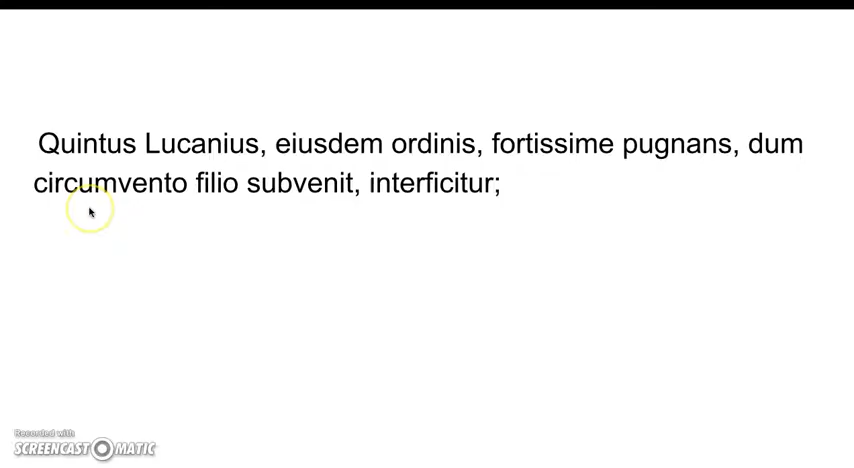 Quintus Lucanius, eiusdem ordinis, fortissime pugnans, dum
circumvento filio subvenit, interficitur;
Recorded with
SCREENCAST MATIC